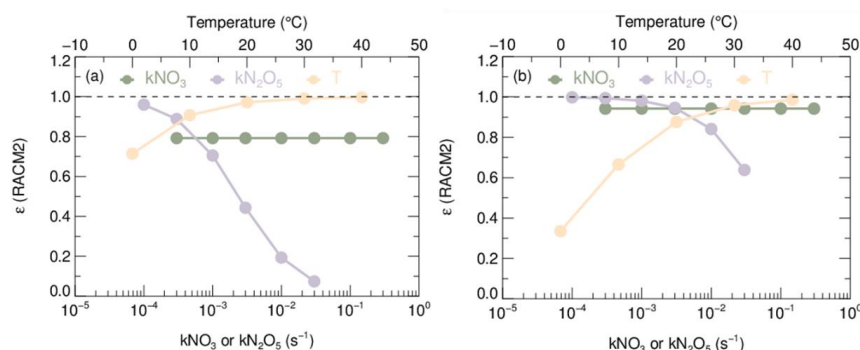 Temperature (°C)
-10 0 10 20 30 40 50
(a) kNO₃ kN₂O₅ T
ε (RACM2)
1.2
1.0
0.8
0.6
0.4
0.2
0.0
10⁻⁵ 10⁻⁴ 10⁻³ 10⁻² 10⁻¹ 10⁰
kNO₃ or kN₂O₅ (s⁻¹)
Temperature (°C)
-10 0 10 20 30 40 50
(b) kNO₃ kN₂O₅ T
ε (RACM2)
1.2
1.0
0.8
0.6
0.4
0.2
0.0
10⁻⁵ 10⁻⁴ 10⁻³ 10⁻² 10⁻¹ 10⁰
kNO₃ or kN₂O₅ (s⁻¹)